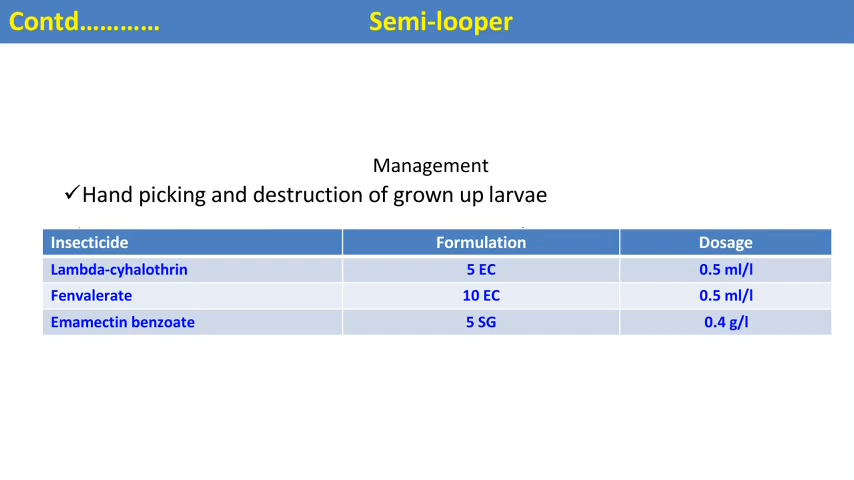 Contd………… Semi-looper
Management
✓Hand picking and destruction of grown up larvae
Insecticide Formulation Dosage
Lambda-cyhalothrin 5 EC 0.5 ml/l
Fenvalerate 10 EC 0.5 ml/l
Emamectin benzoate 5 SG 0.4 g/l